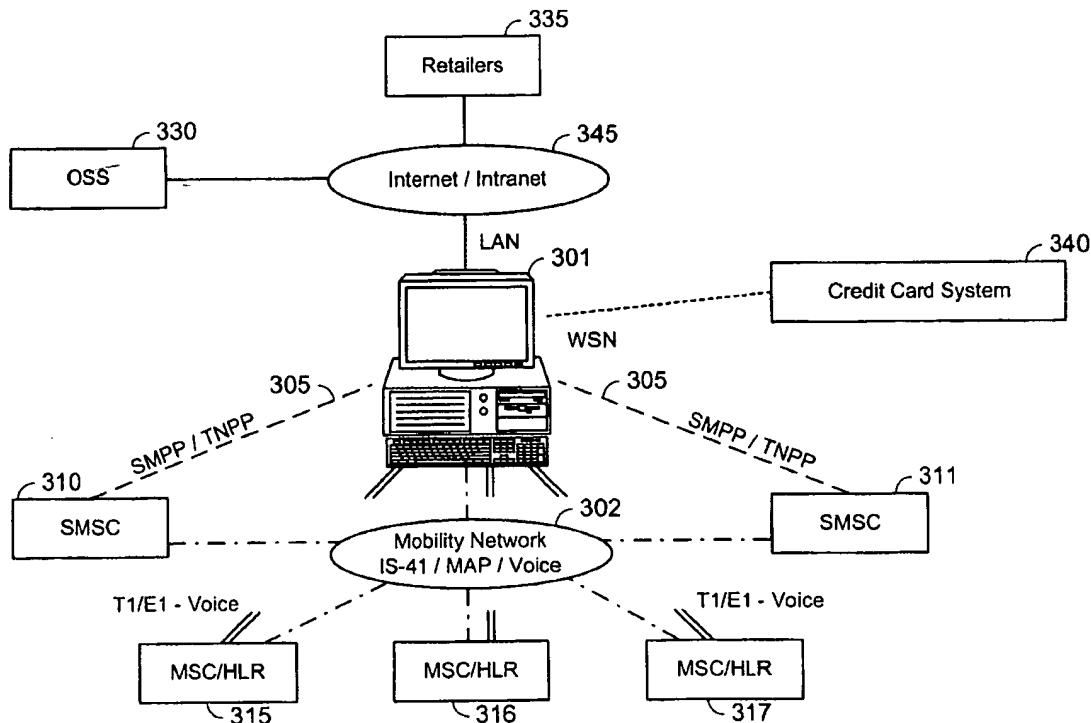 335
Retailers
330
OSS
345
Internet / Intranet
LAN
301
340
Credit Card System
WSN
305
305
SMPP / TNPP
SMPP / TNPP
310
SMSC
311
SMSC
302
Mobility Network
IS-41 / MAP / Voice
T1/E1 - Voice
T1/E1 - Voice
MSC/HLR
MSC/HLR
MSC/HLR
315
316
317